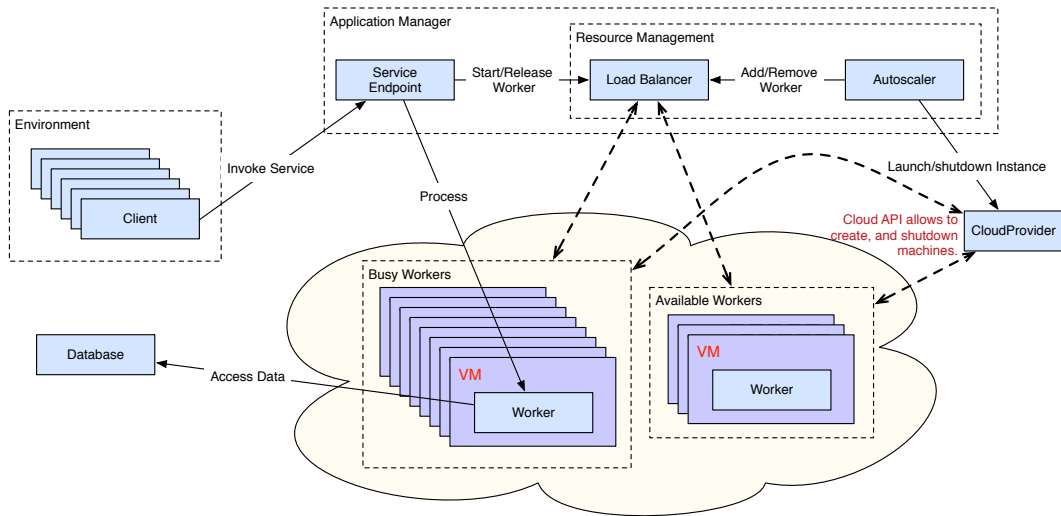 Application Manager
Resource Management
Service
Endpoint
Start/Release
Worker
Load Balancer
Add/Remove
Worker
Autoscaler
Environment
Invoke Service
Client
Process
Launch/shutdown Instance
Cloud API allows to
create, and shutdown
machines.
CloudProvider
Busy Workers
Available Workers
VM
VM
Database
Access Data
Worker
Worker